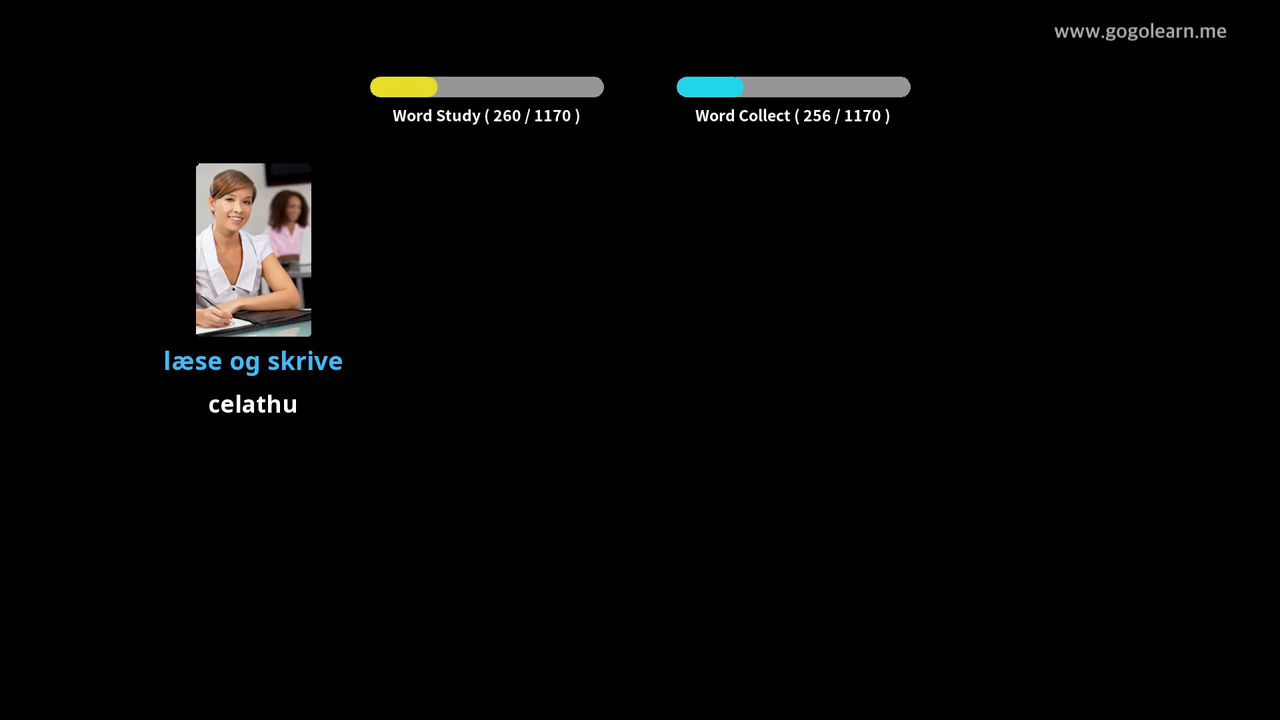 www.gogolearn.me
Word Study ( 260 / 1170 )
Word Collect ( 256 / 1170 )
læse og skrive
celathu